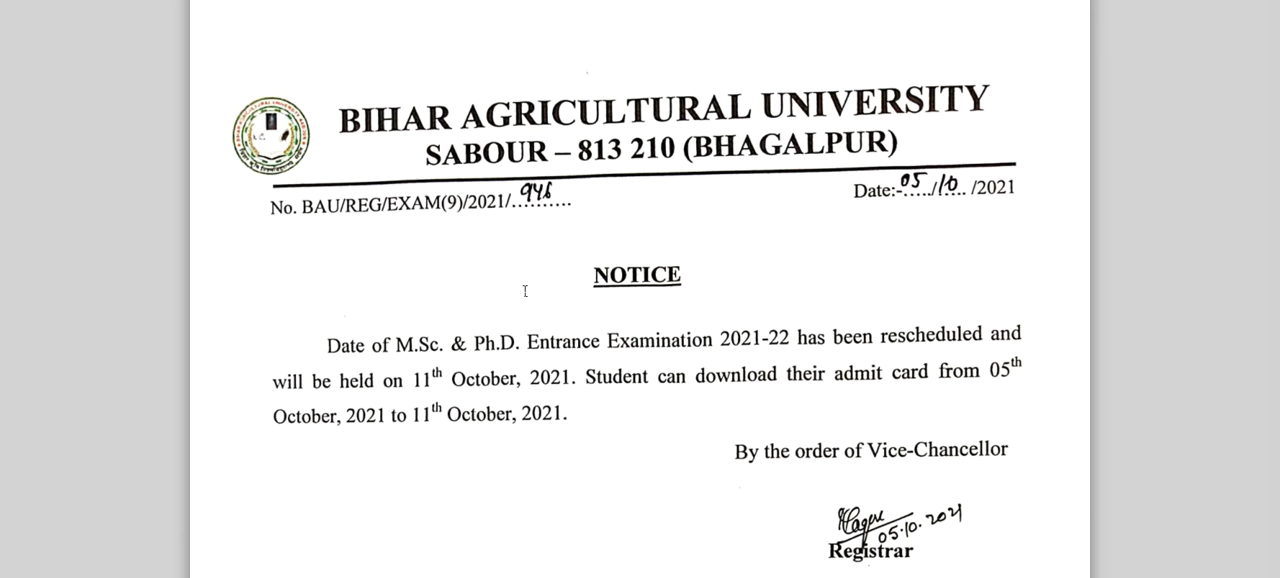 BIHAR AGRICULTURAL UNIVERSITY
SABOUR – 813 210 (BHAGALPUR)
No. BAU/REG/EXAM(9)/2021/..946.......
Date:-05..../10.. /2021
NOTICE
Date of M.Sc. & Ph.D. Entrance Examination 2021-22 has been rescheduled and
will be held on 11th October, 2021. Student can download their admit card from 05th
October, 2021 to 11th October, 2021.
By the order of Vice-Chancellor
05.10.2021
Registrar